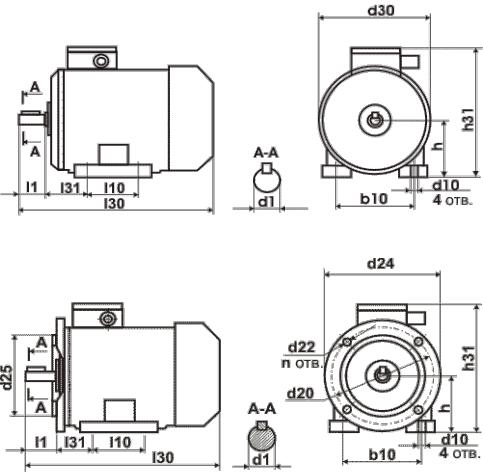 d30
A
A
l1
l31
l10
l30
A-A
d1
h
h31
b10
d10
4 отв.
d24
d25
A
A
l1
l31
l10
l30
d22
n отв.
d20
A-A
d1
h
h31
b10
d10
4 отв.